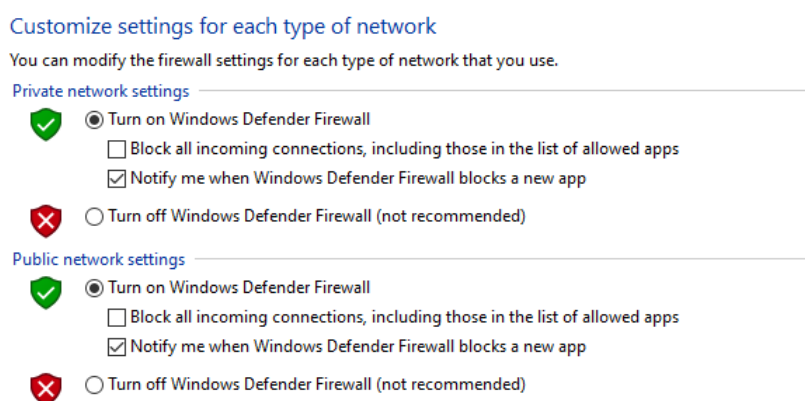 Customize settings for each type of network
You can modify the firewall settings for each type of network that you use.
Private network settings
Turn on Windows Defender Firewall
Block all incoming connections, including those in the list of allowed apps
Notify me when Windows Defender Firewall blocks a new app
Turn off Windows Defender Firewall (not recommended)
Public network settings
Turn on Windows Defender Firewall
Block all incoming connections, including those in the list of allowed apps
Notify me when Windows Defender Firewall blocks a new app
Turn off Windows Defender Firewall (not recommended)